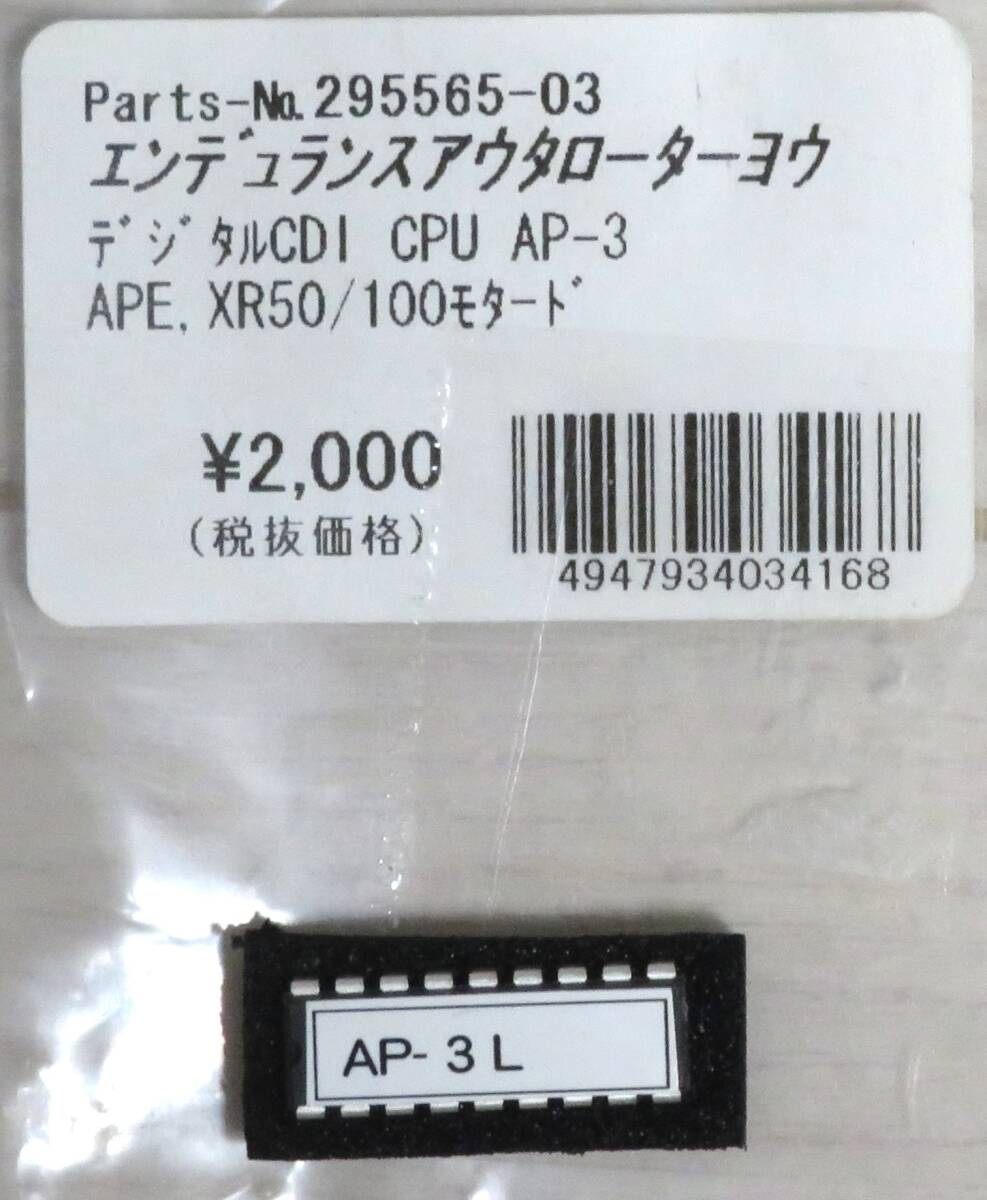 Parts-No.295565-03
エンデュランスアウタローターヨウ
ﾃﾞｼﾞﾀﾙCDI CPU AP-3
APE, XR50/100ﾓﾀｰﾄﾞ
¥2,000
(税抜価格)
4947934034168
AP-3L